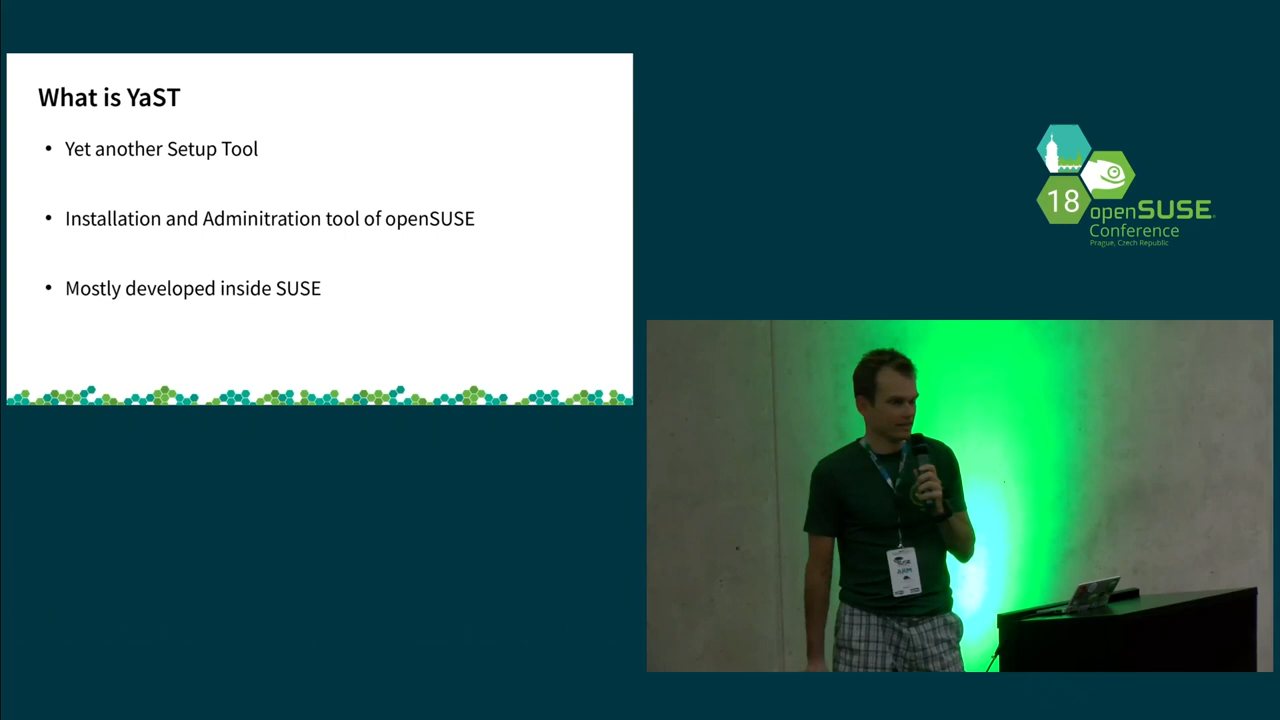 What is YaST
• Yet another Setup Tool
• Installation and Adminitration tool of openSUSE
• Mostly developed inside SUSE
18
openSUSE
Conference
Prague, Czech Republic